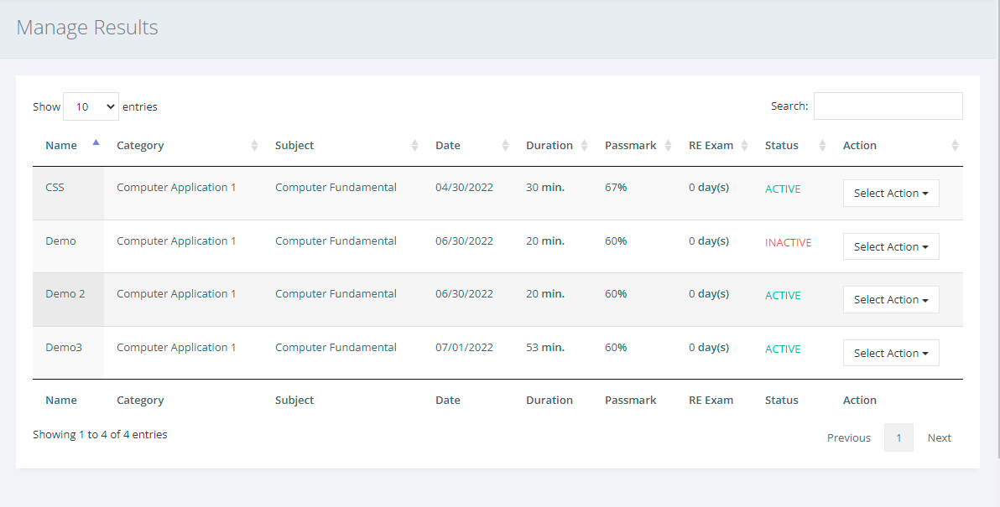 Manage Results
Show 10 entries Search:
Name Category Subject Date Duration Passmark RE Exam Status Action
CSS Computer Application 1 Computer Fundamental 04/30/2022 30 min. 67% 0 day(s) ACTIVE Select Action
Demo Computer Application 1 Computer Fundamental 06/30/2022 20 min. 60% 0 day(s) INACTIVE Select Action
Demo 2 Computer Application 1 Computer Fundamental 06/30/2022 20 min. 60% 0 day(s) ACTIVE Select Action
Demo3 Computer Application 1 Computer Fundamental 07/01/2022 53 min. 60% 0 day(s) ACTIVE Select Action
Name Category Subject Date Duration Passmark RE Exam Status Action
Showing 1 to 4 of 4 entries Previous 1 Next